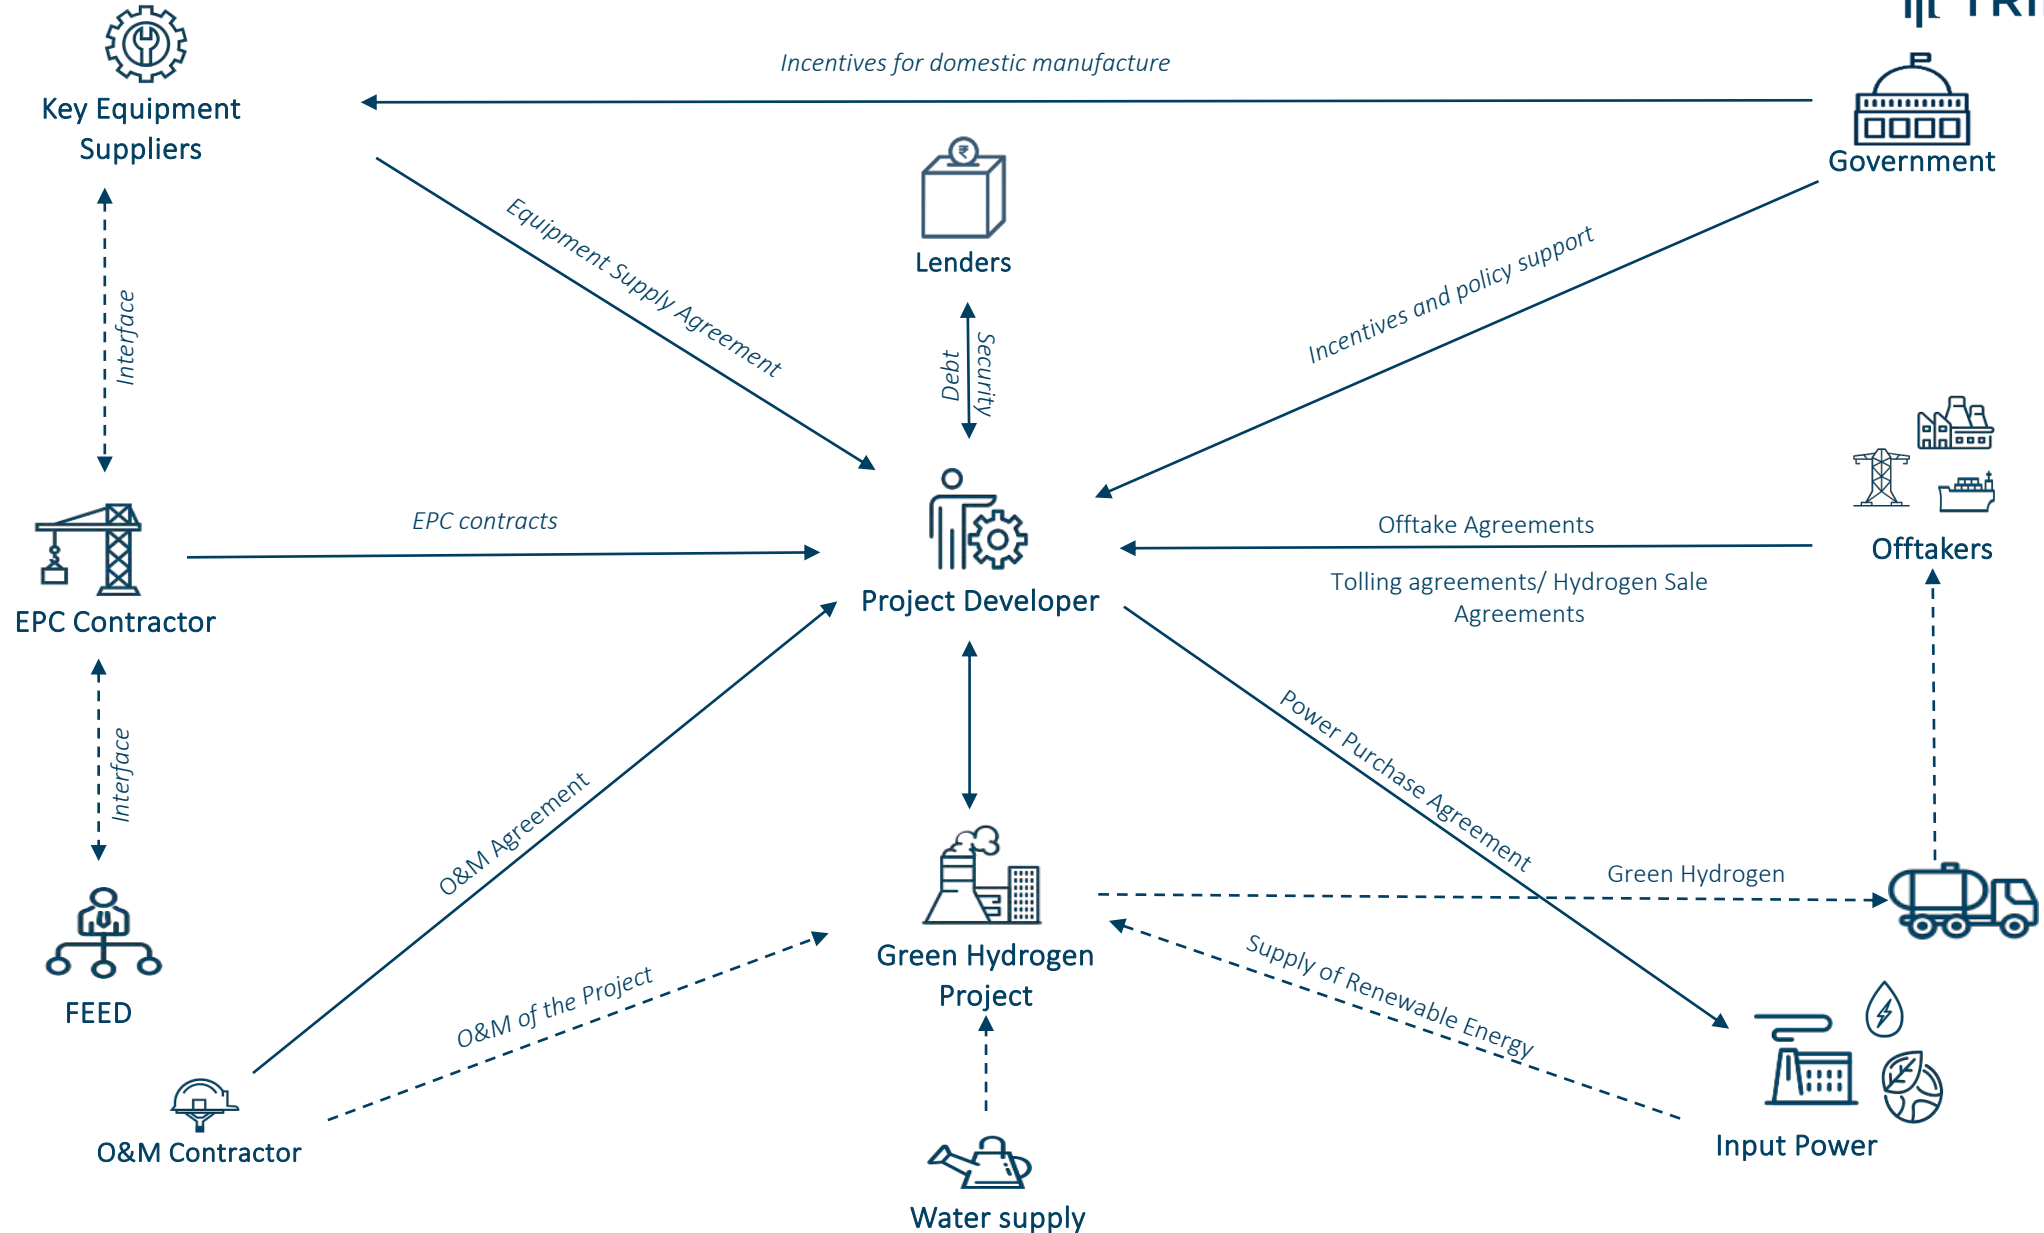 Incentives for domestic manufacture
Key Equipment
Suppliers
Government
Equipment Supply Agreement
Lenders
Incentives and policy support
Interface
Debt
Security
EPC contracts
Offtake Agreements
Offtakers
Tolling agreements/ Hydrogen Sale
Agreements
Project Developer
EPC Contractor
Interface
O&M Agreement
Power Purchase Agreement
Green Hydrogen
Green Hydrogen
Project
Supply of Renewable Energy
O&M of the Project
FEED
O&M Contractor
Input Power
Water supply
₹